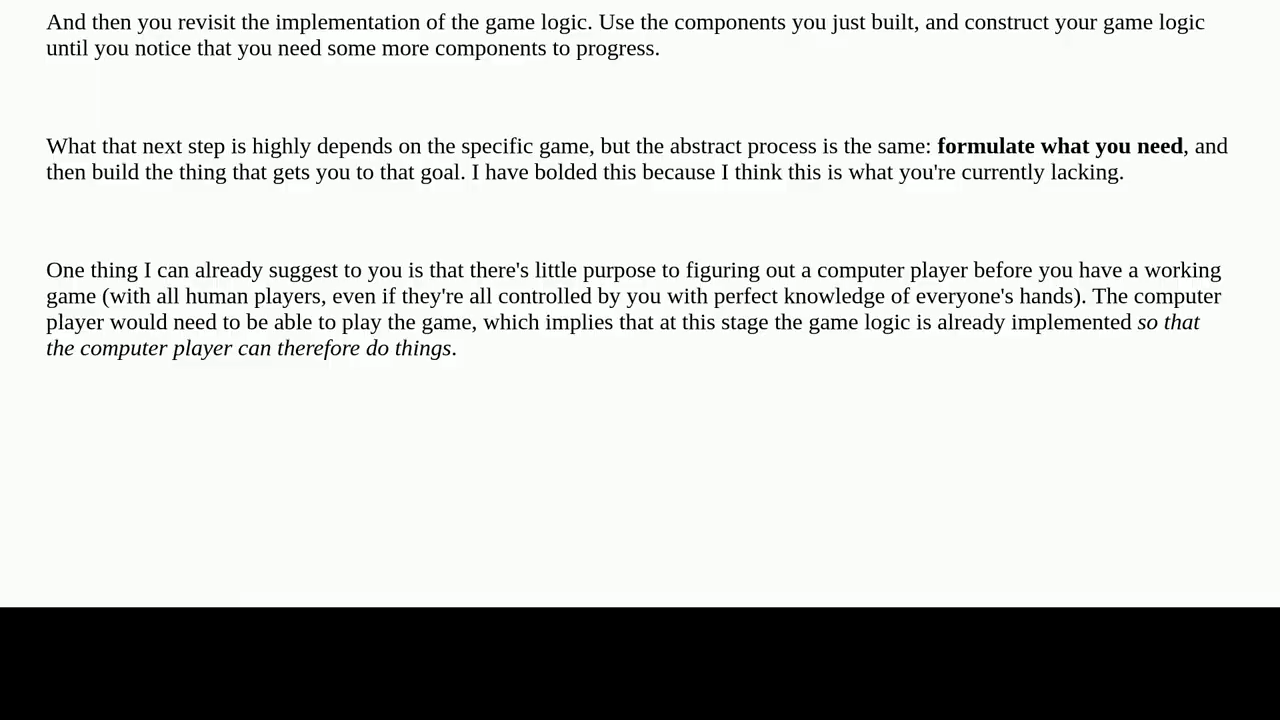 And then you revisit the implementation of the game logic. Use the components you just built, and construct your game logic
until you notice that you need some more components to progress.
What that next step is highly depends on the specific game, but the abstract process is the same: formulate what you need, and
then build the thing that gets you to that goal. I have bolded this because I think this is what you're currently lacking.
One thing I can already suggest to you is that there's little purpose to figuring out a computer player before you have a working
game (with all human players, even if they're all controlled by you with perfect knowledge of everyone's hands). The computer
player would need to be able to play the game, which implies that at this stage the game logic is already implemented so that
the computer player can therefore do things.